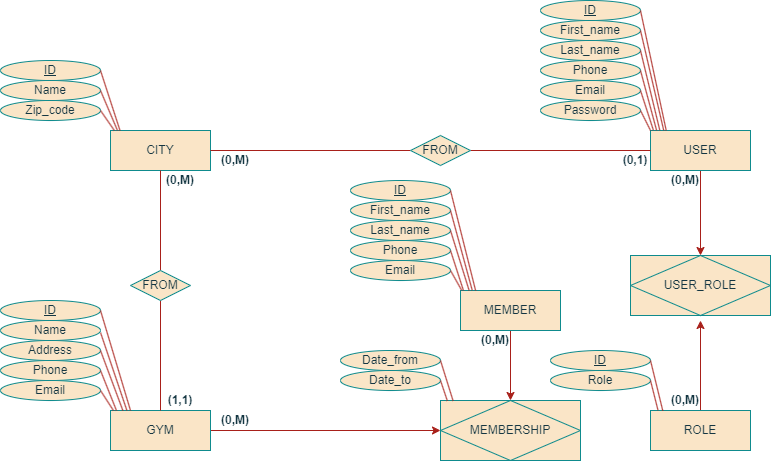 ID
First_name
Last_name
Phone
Email
Password
ID
Name
Zip_code
CITY
FROM
USER
(0,M)
(0,1)
(0,M)
(0,M)
ID
First_name
Last_name
Phone
Email
FROM
USER_ROLE
ID
Name
Address
Phone
Email
MEMBER
(0,M)
Date_from
Date_to
ID
Role
(1,1)
(0,M)
(0,M)
GYM
MEMBERSHIP
ROLE